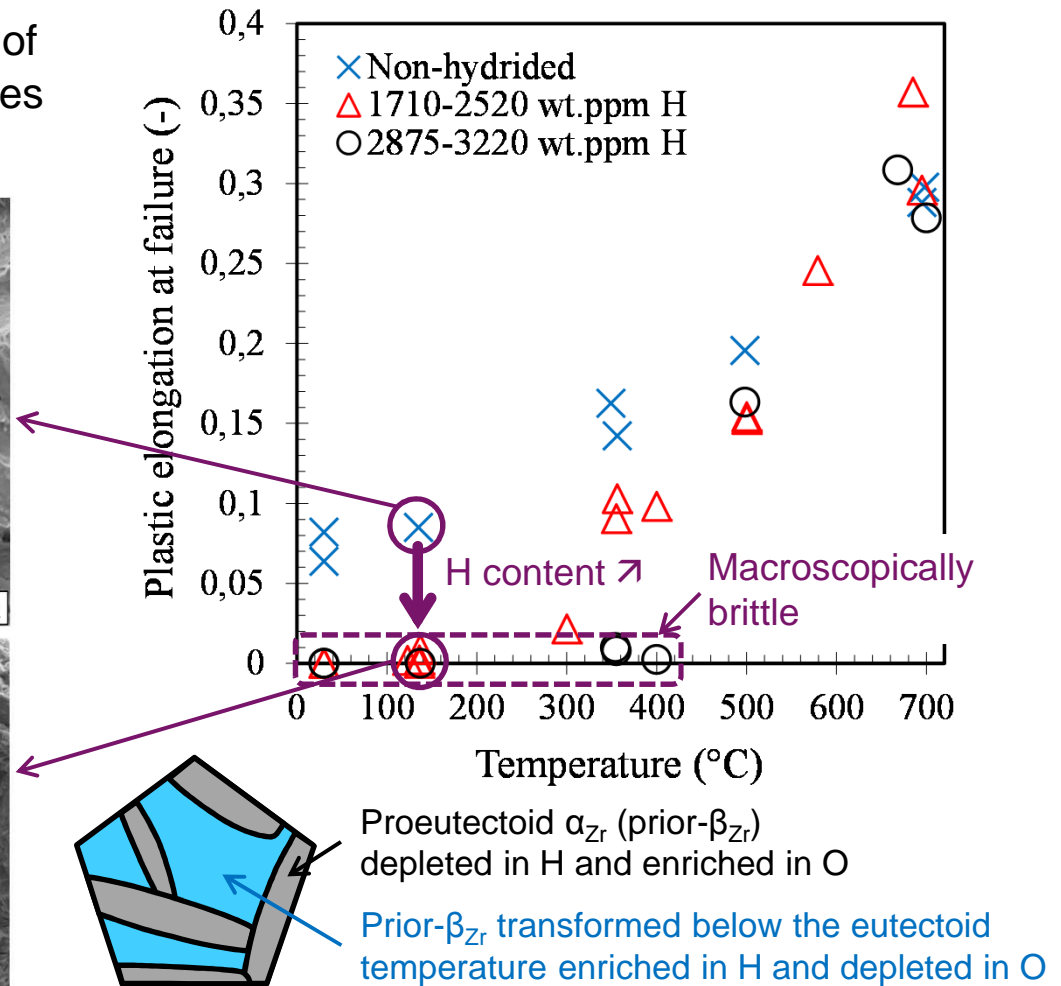 of
es
0,4
0,35
0,3
0,25
0,2
0,15
0,1
0,05
0
Plastic elongation at failure (-)
Non-hydrided
1710-2520 wt.ppm H
2875-3220 wt.ppm H
H content ↗
Macroscopically
brittle
0 100 200 300 400 500 600 700
Temperature (°C)
Proeutectoid αZr (prior-βZr)
depleted in H and enriched in O
Prior-βZr transformed below the eutectoid
temperature enriched in H and depleted in O